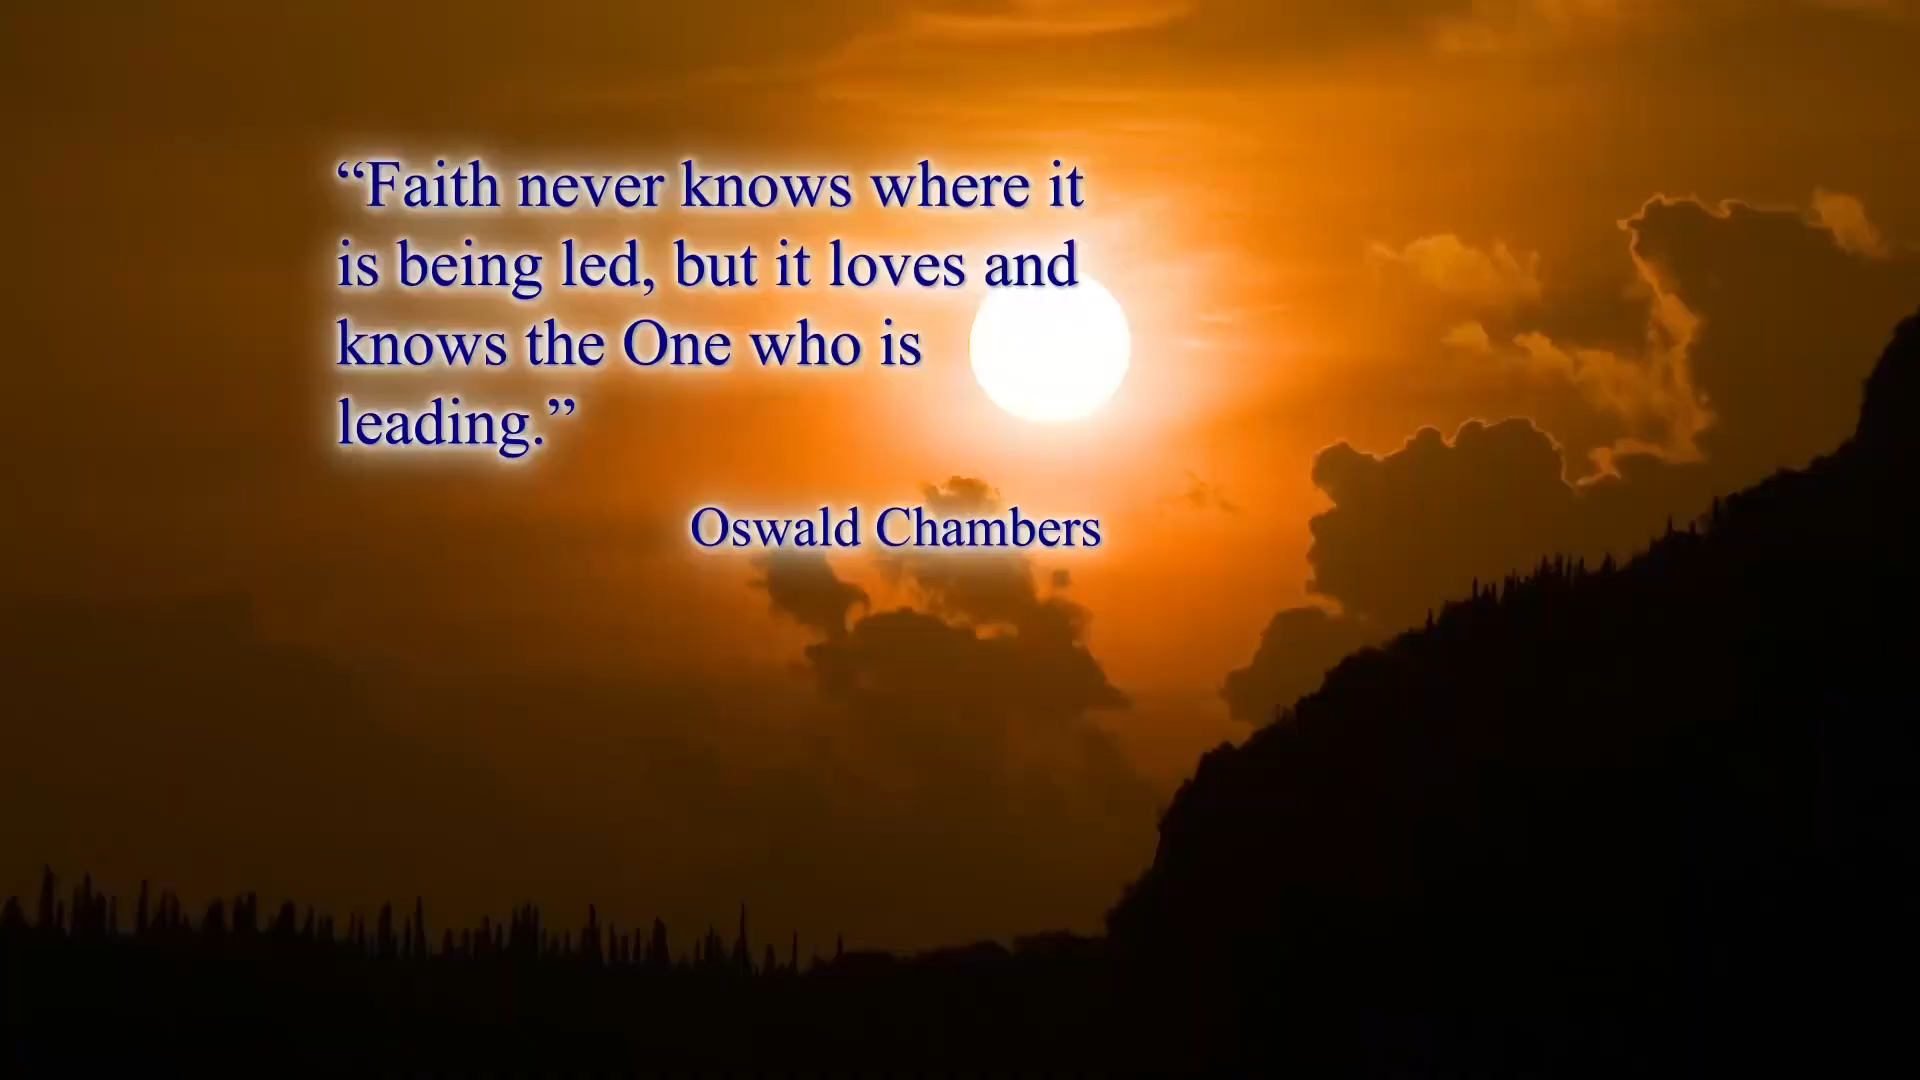 “Faith never knows where it
is being led, but it loves and
knows the One who is
leading.”
Oswald Chambers